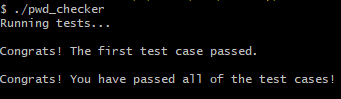 $ ./pwd_checker
Running tests...
Congrats! The first test case passed.
Congrats! You have passed all of the test cases!